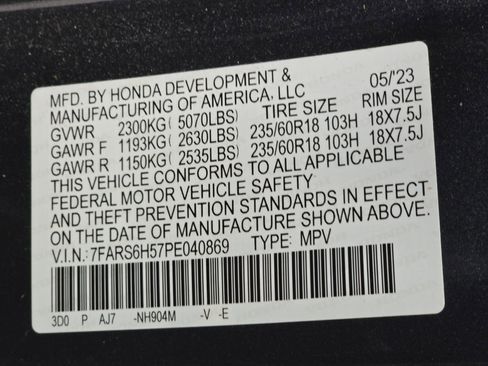 MFD. BY HONDA DEVELOPMENT &
MANUFACTURING OF AMERICA, LLC 05/'23
GVWR 2300KG( 5070LBS) TIRE SIZE RIM SIZE
GAWR F 1193KG( 2630LBS) 235/60R18 103H 18X7.5J
GAWR R 1150KG( 2535LBS) 235/60R18 103H 18X7.5J
THIS VEHICLE CONFORMS TO ALL APPLICABLE
FEDERAL MOTOR VEHICLE SAFETY
AND THEFT PREVENTION STANDARDS IN EFFECT
ON THE DATE OF MANUFACTURE SHOWN ABOVE.
V.I.N.:7FARS6H57PE040869 TYPE: MPV
3D0 P AJ7 -NH904M -V -E